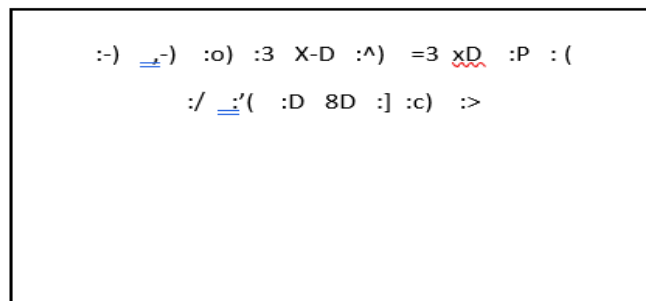 :-) ,-) :o) :3 X-D :^) =3 xD :P : (
:/ :’( :D 8D :] :c) :>